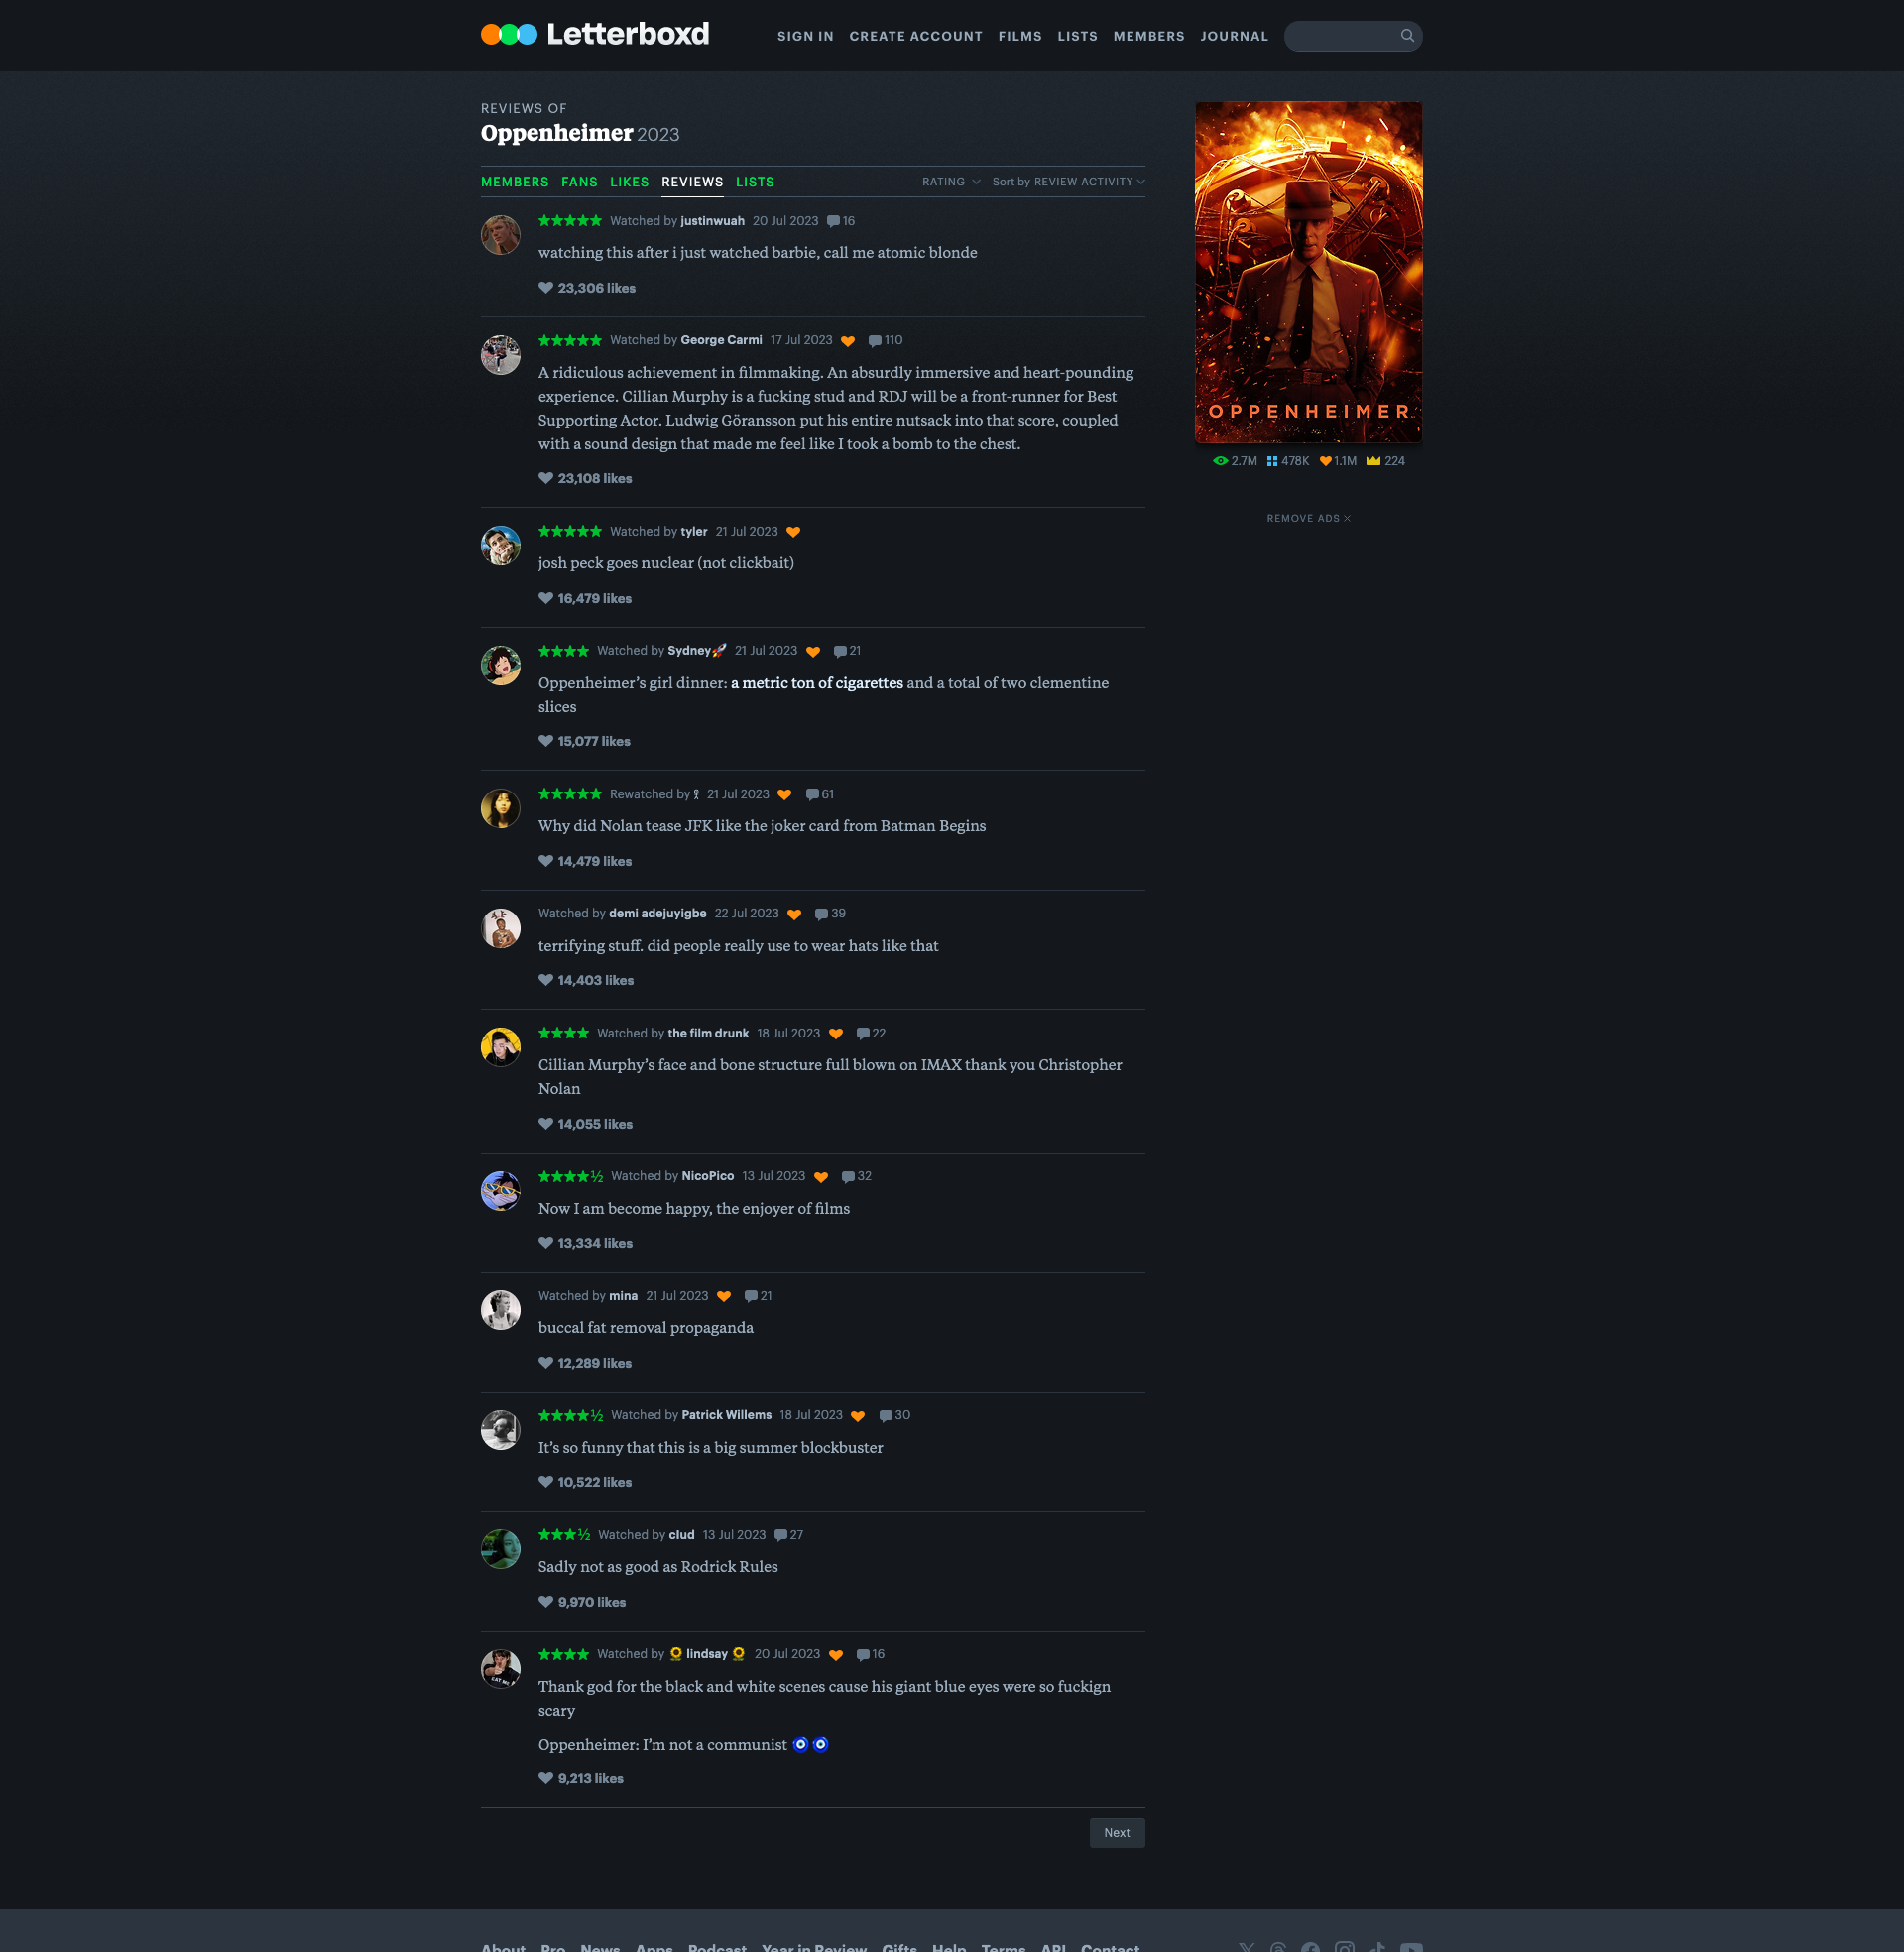 Letterboxd
SIGN IN CREATE ACCOUNT FILMS LISTS MEMBERS JOURNAL
REVIEWS OF
Oppenheimer 2023
MEMBERS FANS LIKES REVIEWS LISTS RATING Sort by REVIEW ACTIVITY
★★★★★ Watched by justinwuah 20 Jul 2023 16
watching this after i just watched barbie, call me atomic blonde
23,306 likes
★★★★★ Watched by George Carmi 17 Jul 2023 110
A ridiculous achievement in filmmaking. An absurdly immersive and heart-pounding
experience. Cillian Murphy is a fucking stud and RDJ will be a front-runner for Best
Supporting Actor. Ludwig Göransson put his entire nutsack into that score, coupled
with a sound design that made me feel like I took a bomb to the chest.
23,108 likes
★★★★★ Watched by tyler 21 Jul 2023
josh peck goes nuclear (not clickbait)
16,479 likes
★★★★ Watched by Sydney🚀 21 Jul 2023 21
Oppenheimer’s girl dinner: a metric ton of cigarettes and a total of two clementine
slices
15,077 likes
★★★★★ Rewatched by 21 Jul 2023 61
Why did Nolan tease JFK like the joker card from Batman Begins
14,479 likes
Watched by demi adejuyigbe 22 Jul 2023 39
terrifying stuff. did people really use to wear hats like that
14,403 likes
★★★★ Watched by the film drunk 18 Jul 2023 22
Cillian Murphy’s face and bone structure full blown on IMAX thank you Christopher
Nolan
14,055 likes
★★★★½ Watched by NicoPico 13 Jul 2023 32
Now I am become happy, the enjoyer of films
13,334 likes
Watched by mina 21 Jul 2023 21
buccal fat removal propaganda
12,289 likes
★★★★½ Watched by Patrick Willems 18 Jul 2023 30
It’s so funny that this is a big summer blockbuster
10,522 likes
★★★½ Watched by clud 13 Jul 2023 27
Sadly not as good as Rodrick Rules
9,970 likes
★★★★ Watched by 🌻 lindsay 🌻 20 Jul 2023 16
Thank god for the black and white scenes cause his giant blue eyes were so fuckign
scary
Oppenheimer: I’m not a communist 🧿🧿
9,213 likes
Next
OPPENHEIMER
2.7M 478K 1.1M 224
REMOVE ADS
About Pro News Apps Podcast Year in Review Gifts Help Terms API Contact